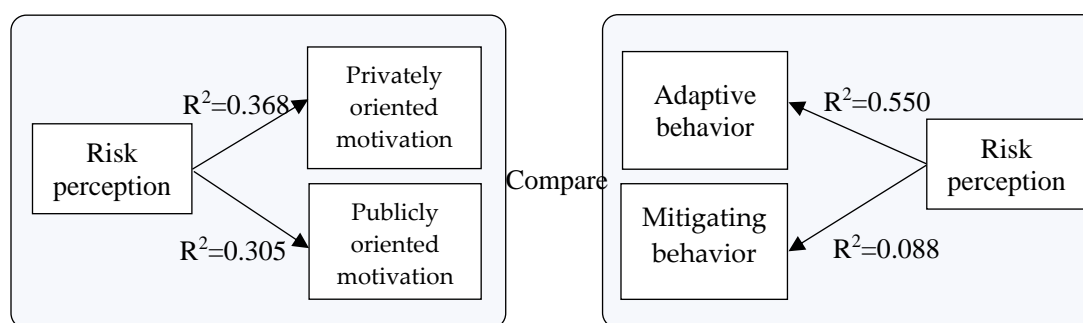 Privately
oriented
motivation
R²=0.368
Risk
perception
Publicly
oriented
motivation
R²=0.305
Compare
Adaptive
behavior
R²=0.550
Risk
perception
Mitigating
behavior
R²=0.088